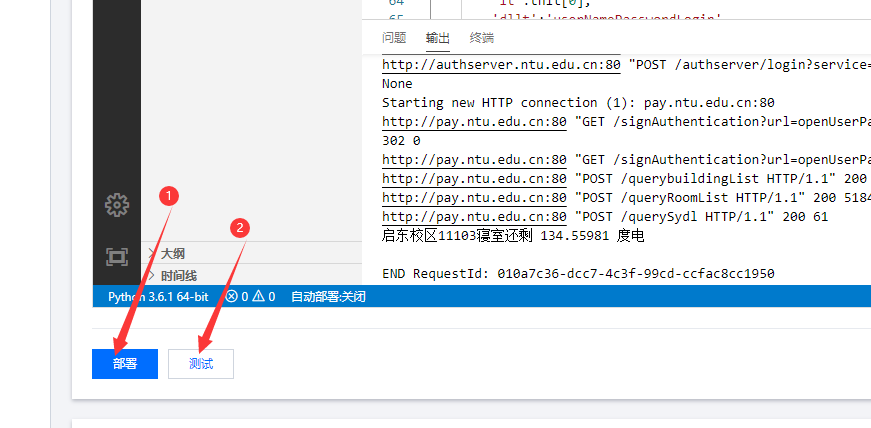 64 'lt':lhlt[0],
65 'dllt':'userNamePasswordLogin'
问题 输出 终端
http://authserver.ntu.edu.cn:80 "POST /authserver/login?service=
None
Starting new HTTP connection (1): pay.ntu.edu.cn:80
http://pay.ntu.edu.cn:80 "GET /signAuthentication?url=openUserPa
302 0
http://pay.ntu.edu.cn:80 "GET /signAuthentication?url=openUserPa
http://pay.ntu.edu.cn:80 "POST /querybuildingList HTTP/1.1" 200
http://pay.ntu.edu.cn:80 "POST /queryRoomList HTTP/1.1" 200 5184
http://pay.ntu.edu.cn:80 "POST /querySydl HTTP/1.1" 200 61
启东校区11103寝室还剩 134.55981 度电
END RequestId: 010a7c36-dcc7-4c3f-99cd-ccfac8cc1950
1
2
大纲
时间线
Python 3.6.1 64-bit 0 0 自动部署:关闭
部署 测试